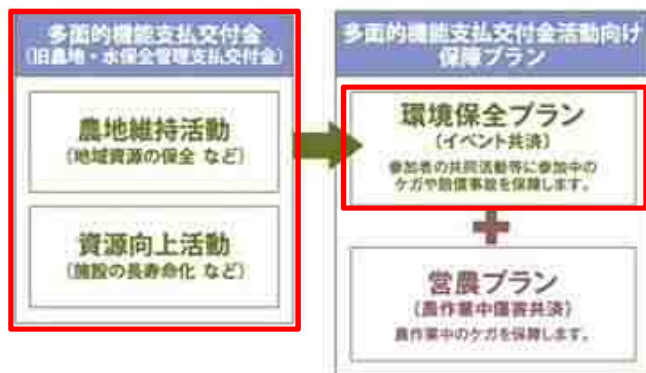 多面的機能支払交付金
(旧農地・水保全管理支払交付金)
農地維持活動
(地域資源の保全 など)
資源向上活動
(施設の長寿命化 など)
多面的機能支払交付金活動向け
保障プラン
環境保全プラン
(イベント共済)
参加者の共同活動等に参加中の
ケガや賠償事故を保障します。
+
営農プラン
(農作業中傷害共済)
農作業中のケガを保障します。